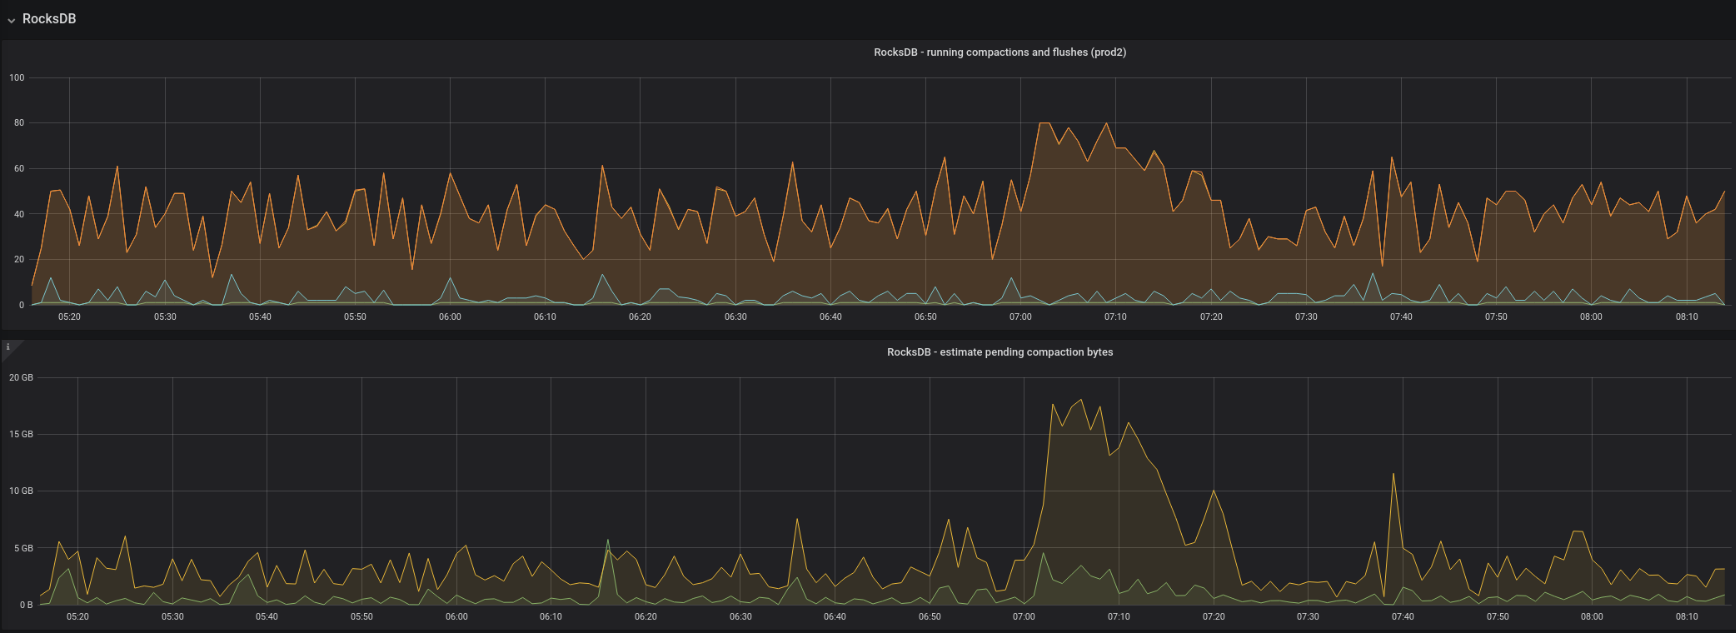 RocksDB
RocksDB - running compactions and flushes (prod2)
100
80
60
40
20
0
05:20 05:30 05:40 05:50 06:00 06:10 06:20 06:30 06:40 06:50 07:00 07:10 07:20 07:30 07:40 07:50 08:00 08:10
i
RocksDB - estimate pending compaction bytes
20 GB
15 GB
10 GB
5 GB
0 B
05:20 05:30 05:40 05:50 06:00 06:10 06:20 06:30 06:40 06:50 07:00 07:10 07:20 07:30 07:40 07:50 08:00 08:10